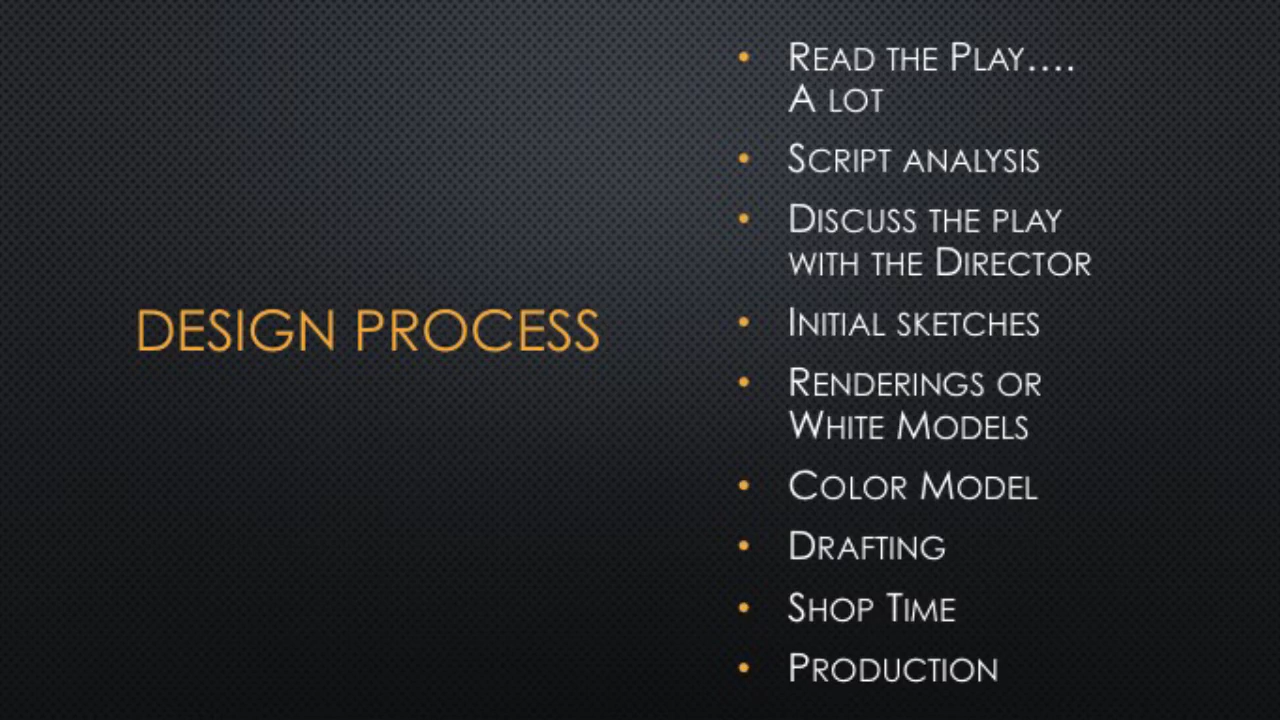 DESIGN PROCESS
• READ THE PLAY....
A LOT
• SCRIPT ANALYSIS
• DISCUSS THE PLAY
WITH THE DIRECTOR
• INITIAL SKETCHES
• RENDERINGS OR
WHITE MODELS
• COLOR MODEL
• DRAFTING
• SHOP TIME
• PRODUCTION